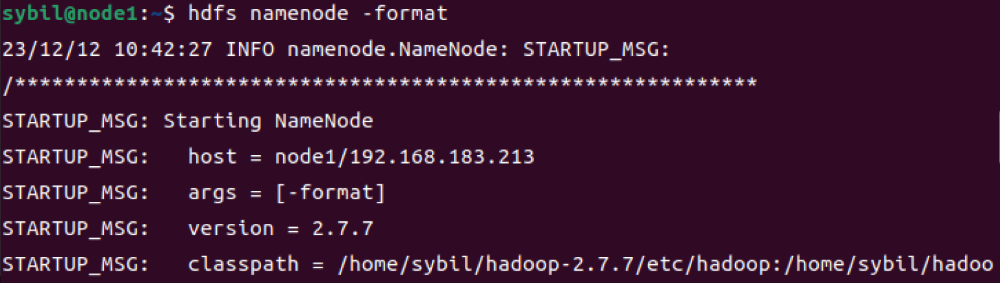 sybil@node1:~$ hdfs namenode -format
23/12/12 10:42:27 INFO namenode.NameNode: STARTUP_MSG:
/************************************************************
STARTUP_MSG: Starting NameNode
STARTUP_MSG:   host = node1/192.168.183.213
STARTUP_MSG:   args = [-format]
STARTUP_MSG:   version = 2.7.7
STARTUP_MSG:   classpath = /home/sybil/hadoop-2.7.7/etc/hadoop:/home/sybil/hadoo